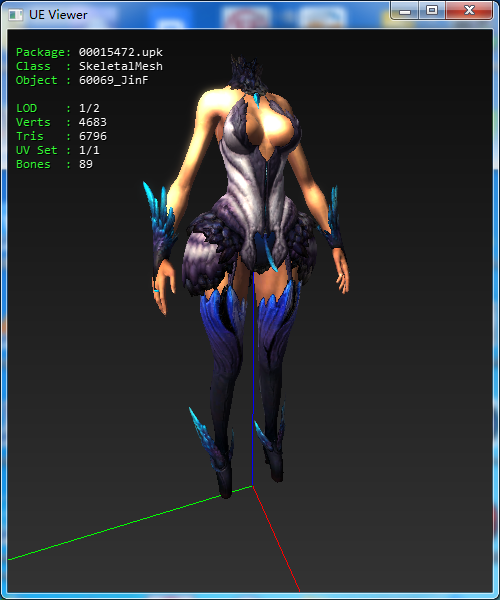 UE Viewer
Package: 00015472.upk
Class : SkeletalMesh
Object : 60069_JinF
LOD : 1/2
Verts : 4683
Tris : 6796
UV Set : 1/1
Bones : 89